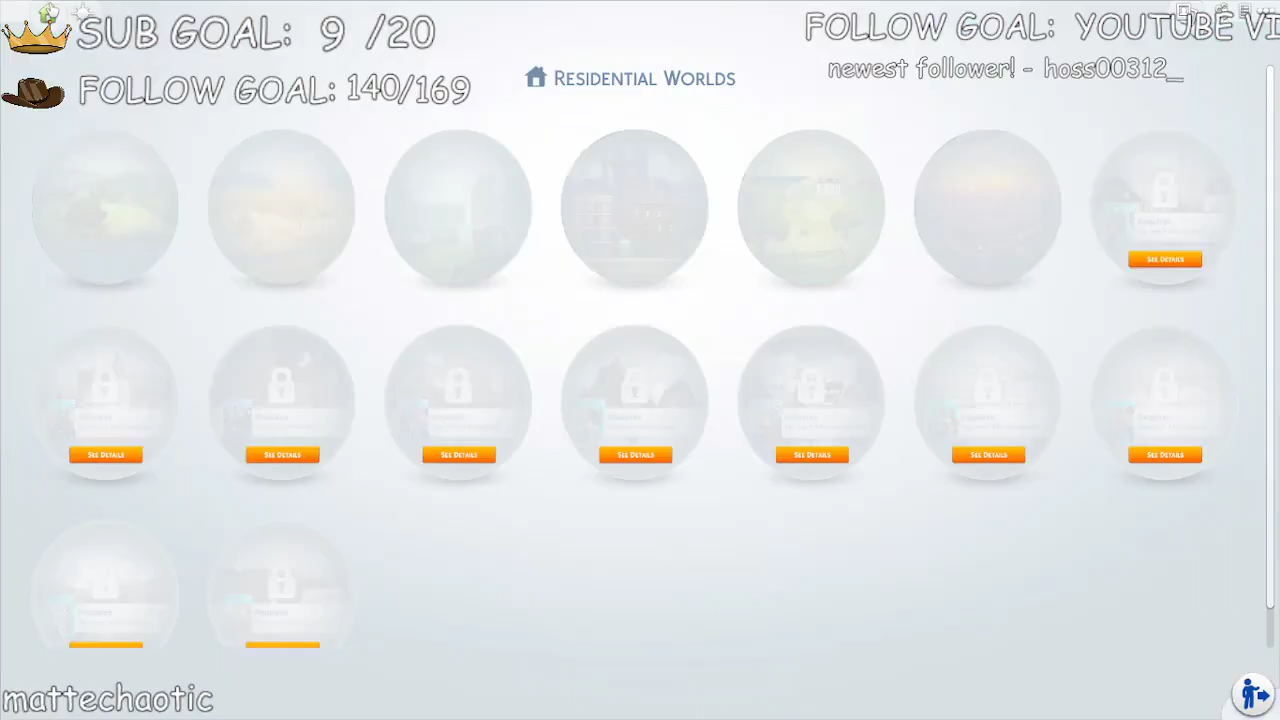 SUB GOAL: 9 /20
FOLLOW GOAL: YOUTUBE VI
newest follower! - hoss00312_
FOLLOW GOAL: 140/169
RESIDENTIAL WORLDS
SEE DETAILS
SEE DETAILS
SEE DETAILS
SEE DETAILS
SEE DETAILS
SEE DETAILS
SEE DETAILS
SEE DETAILS
mattechaotic